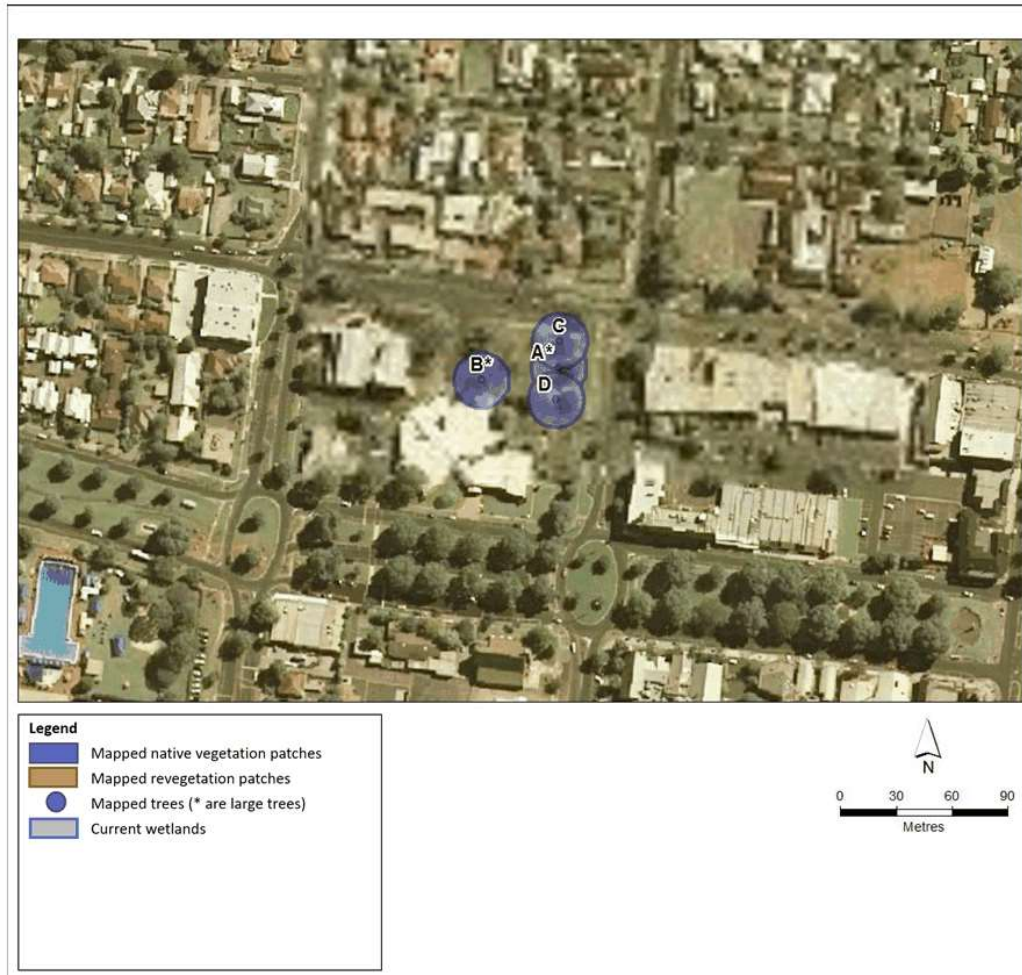 C
A*
B*
D
Legend
Mapped native vegetation patches
Mapped revegetation patches
Mapped trees (* are large trees)
Current wetlands
N
0 30 60 90
Metres